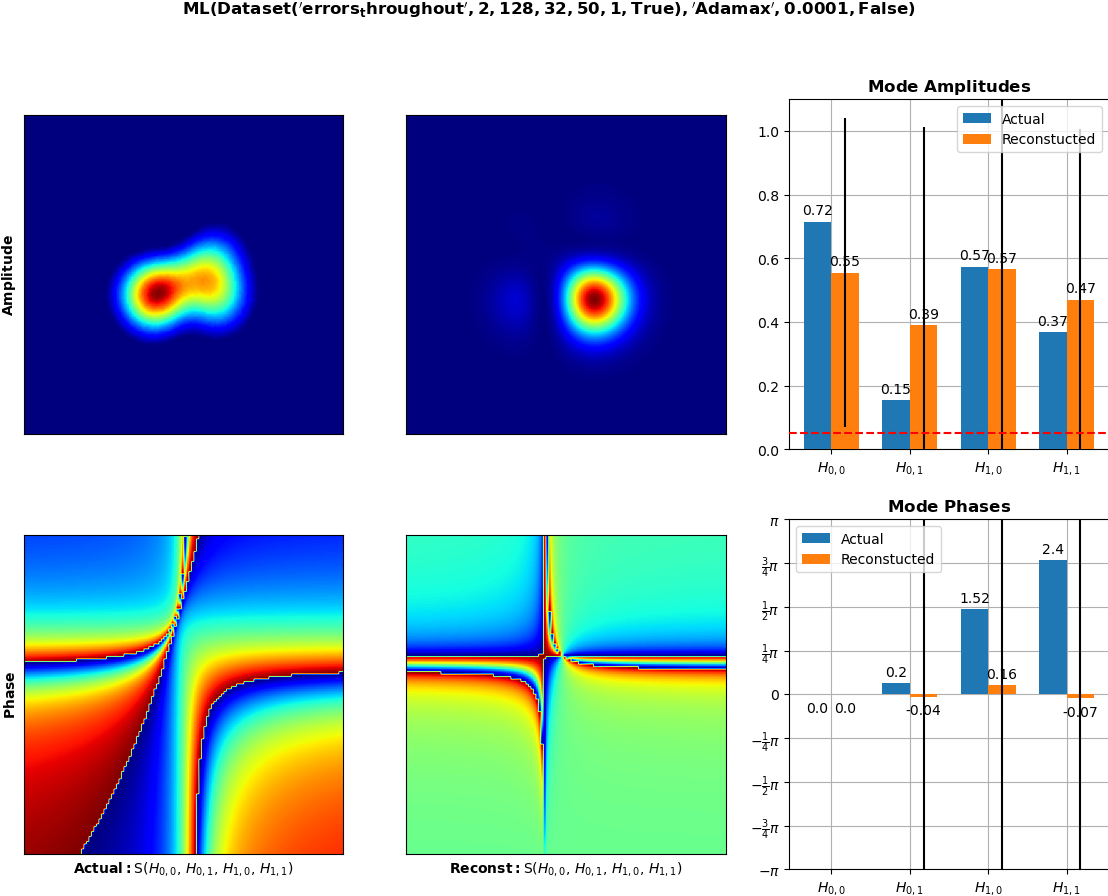 ML(Dataset('errors_throughout', 2, 128, 32, 50, 1, True), 'Adamax', 0.0001, False)
Mode Amplitudes
Actual
Reconstucted
1.0
0.8
0.6
0.4
0.2
0.0
0.72
0.55
0.15
0.39
0.57
0.57
0.37
0.47
H0,0
H0,1
H1,0
H1,1
Amplitude
Mode Phases
Actual
Reconstucted
π
3/4π
1/2π
1/4π
0
−1/4π
−1/2π
−3/4π
−π
0.0
0.0
0.2
-0.04
1.52
0.16
2.4
-0.07
H0,0
H0,1
H1,0
H1,1
Phase
Actual: S(H0,0, H0,1, H1,0, H1,1)
Reconst: S(H0,0, H0,1, H1,0, H1,1)